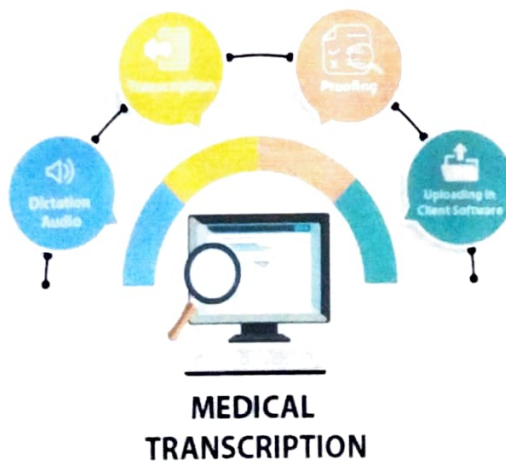 Transcription
Proofing
Dictation
Audio
Uploading in
Client Software
MEDICAL
TRANSCRIPTION